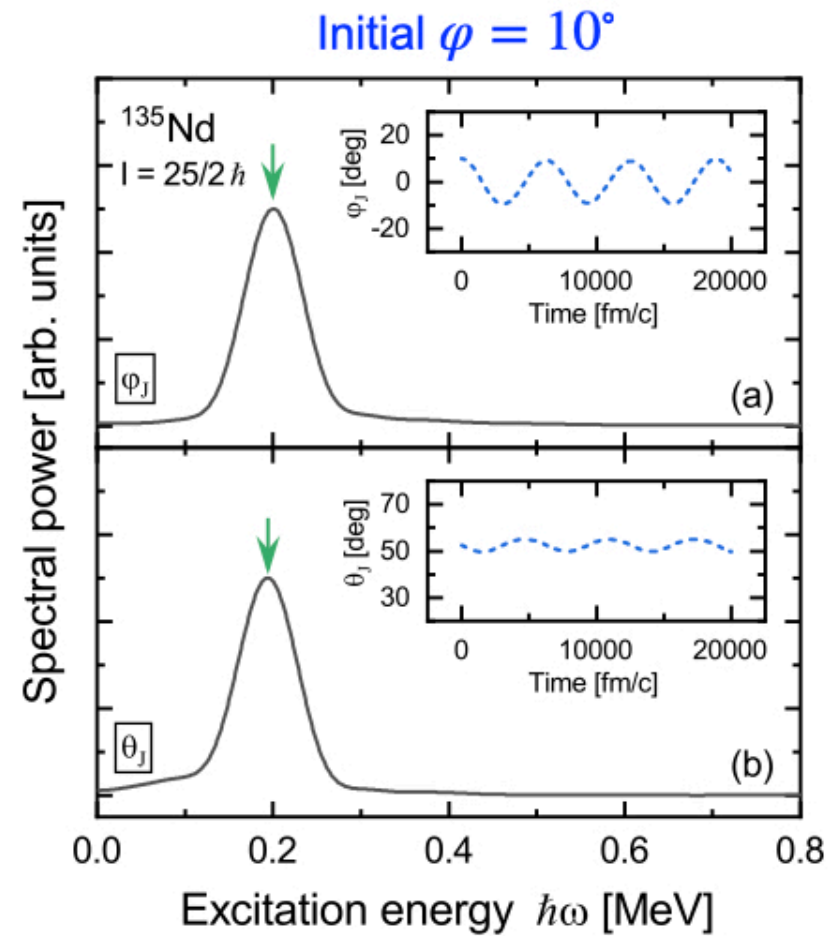 Initial φ = 10°
¹³⁵Nd
I = 25/2 ħ
φJ
(a)
φJ [deg]
20
0
-20
0
10000
20000
Time [fm/c]
Spectral power [arb. units]
θJ
(b)
θJ [deg]
70
50
30
0
10000
20000
Time [fm/c]
0.0
0.2
0.4
0.6
0.8
Excitation energy ħω [MeV]